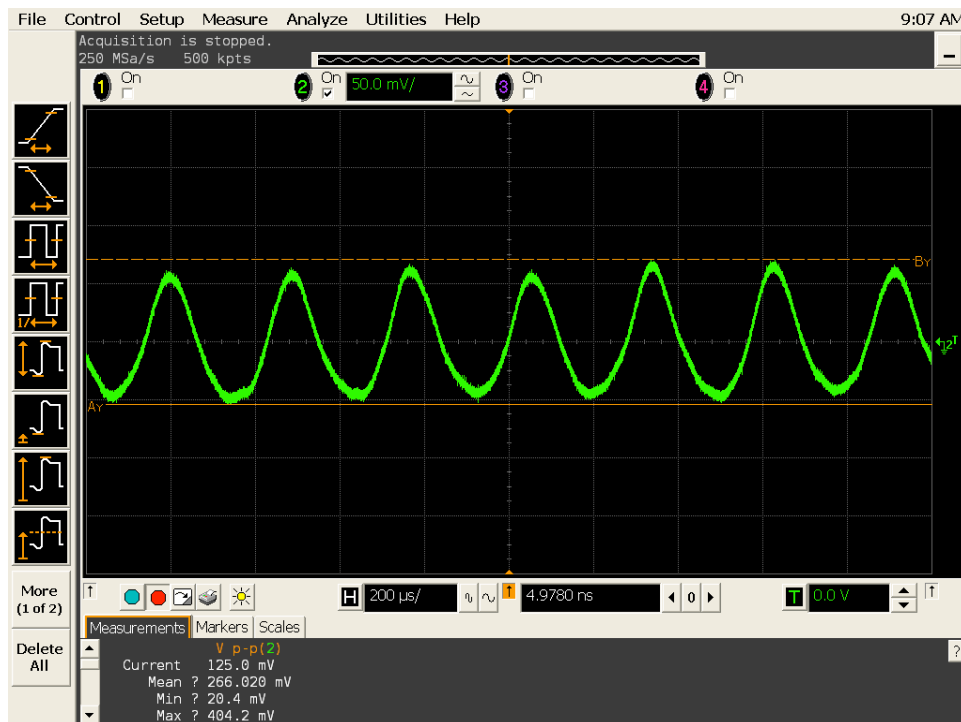 File Control Setup Measure Analyze Utilities Help 9:07 AM
Acquisition is stopped.
250 MSa/s 500 kpts
1 On 2 On 50.0 mV/ 3 On 4 On
BY
2T
AY
1/
More
(1 of 2)
Delete
All
H 200 µs/ 4.9780 ns 0 T 0.0 V
Measurements Markers Scales
V p-p(2)
?
Current 125.0 mV
Mean ? 266.020 mV
Min ? 20.4 mV
Max ? 404.2 mV